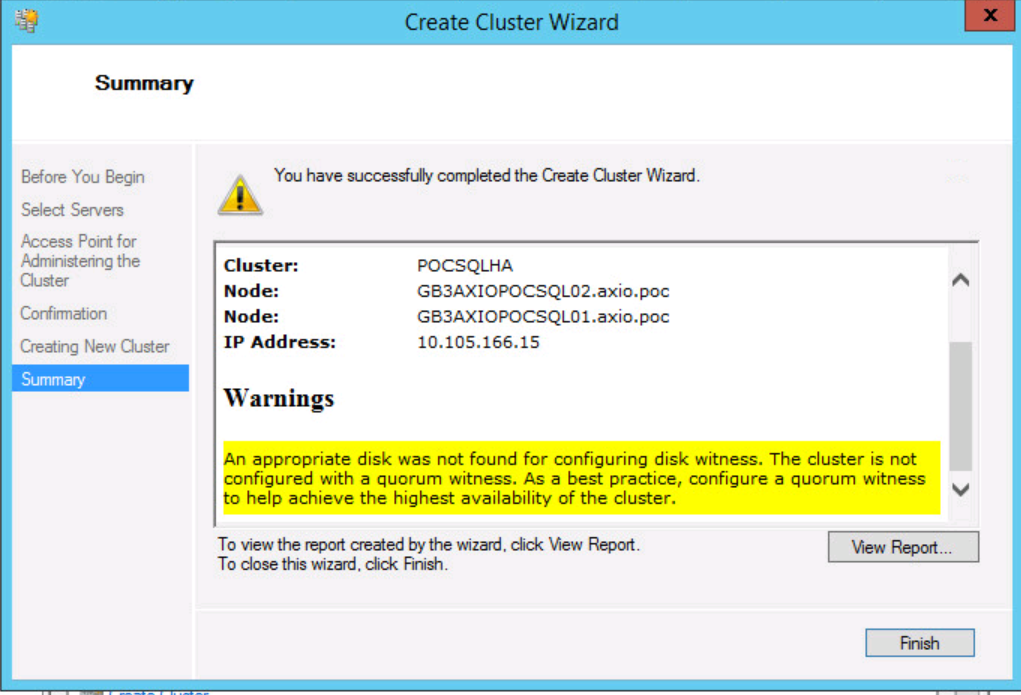 Create Cluster Wizard
x
Summary
Before You Begin
Select Servers
Access Point for
Administering the
Cluster
Confirmation
Creating New Cluster
Summary
You have successfully completed the Create Cluster Wizard.
Cluster: POCSQLHA
Node: GB3AXIOPOCSQL02.axio.poc
Node: GB3AXIOPOCSQL01.axio.poc
IP Address: 10.105.166.15
Warnings
An appropriate disk was not found for configuring disk witness. The cluster is not
configured with a quorum witness. As a best practice, configure a quorum witness
to help achieve the highest availability of the cluster.
To view the report created by the wizard, click View Report.
To close this wizard, click Finish.
View Report...
Finish